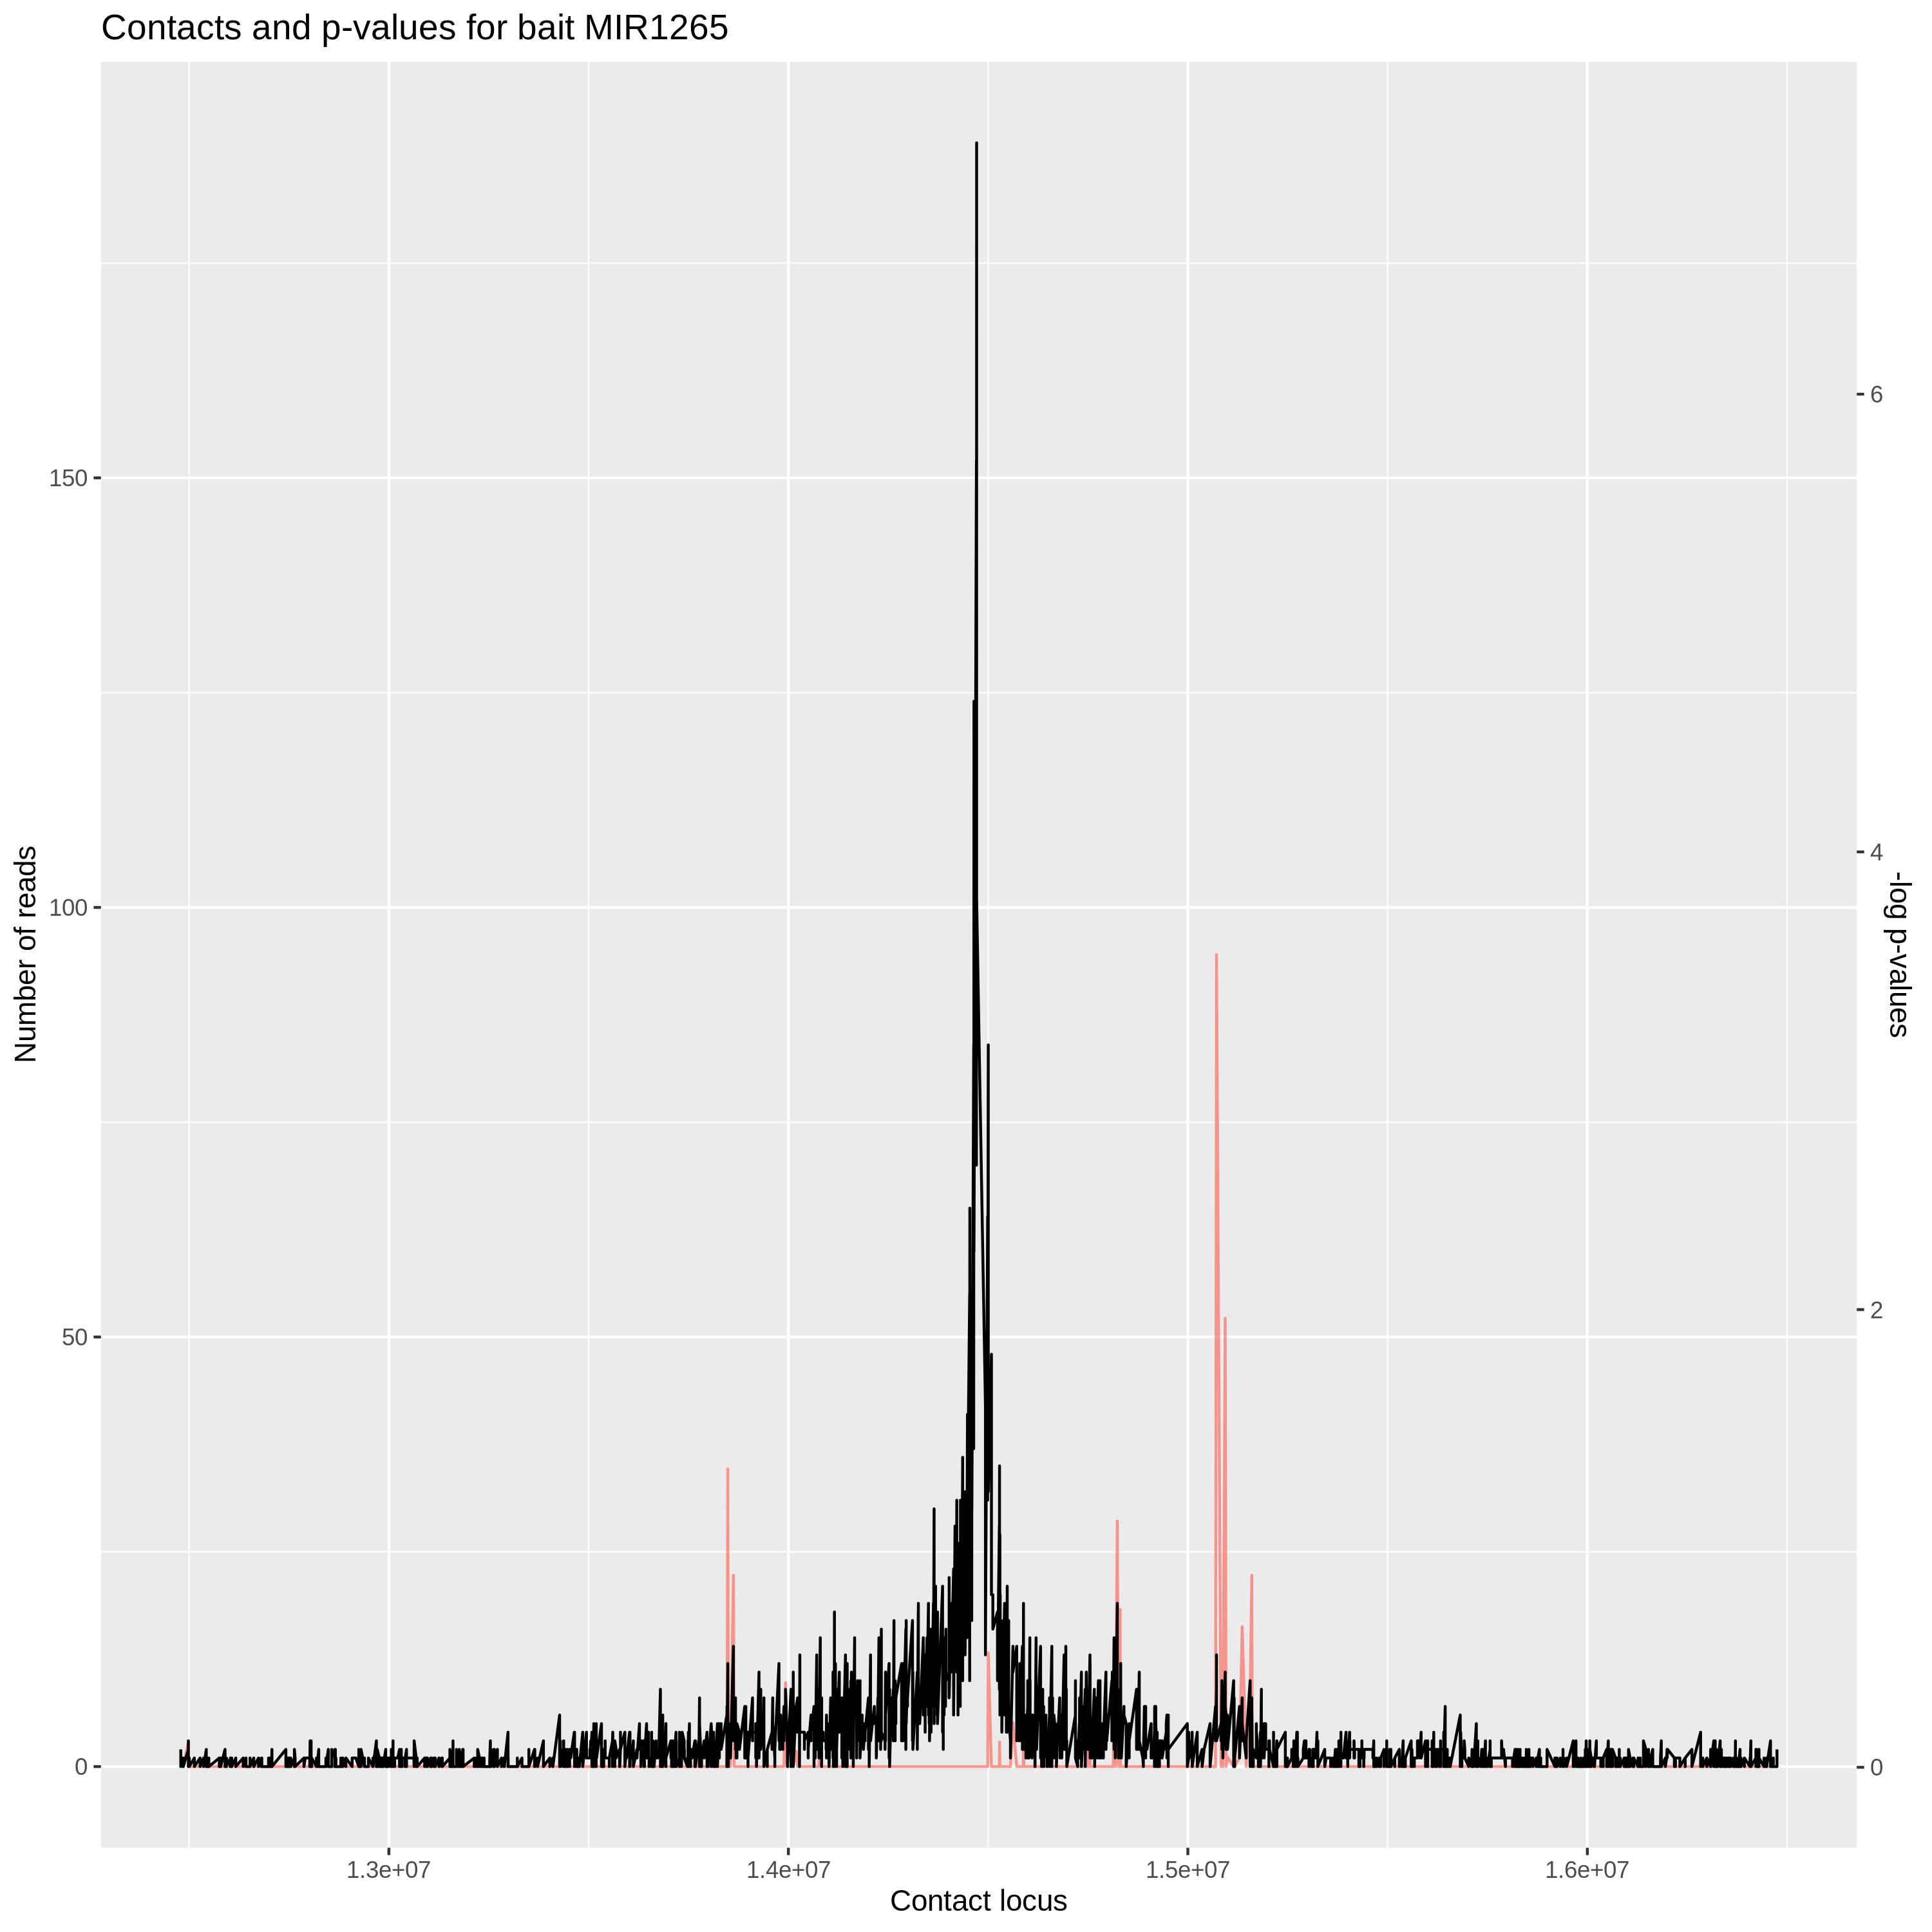 Contacts and p-values for bait MIR1265
150
100
50
0
6
4
2
0
Number of reads
-log p-values
1.3e+07
1.4e+07
1.5e+07
1.6e+07
Contact locus